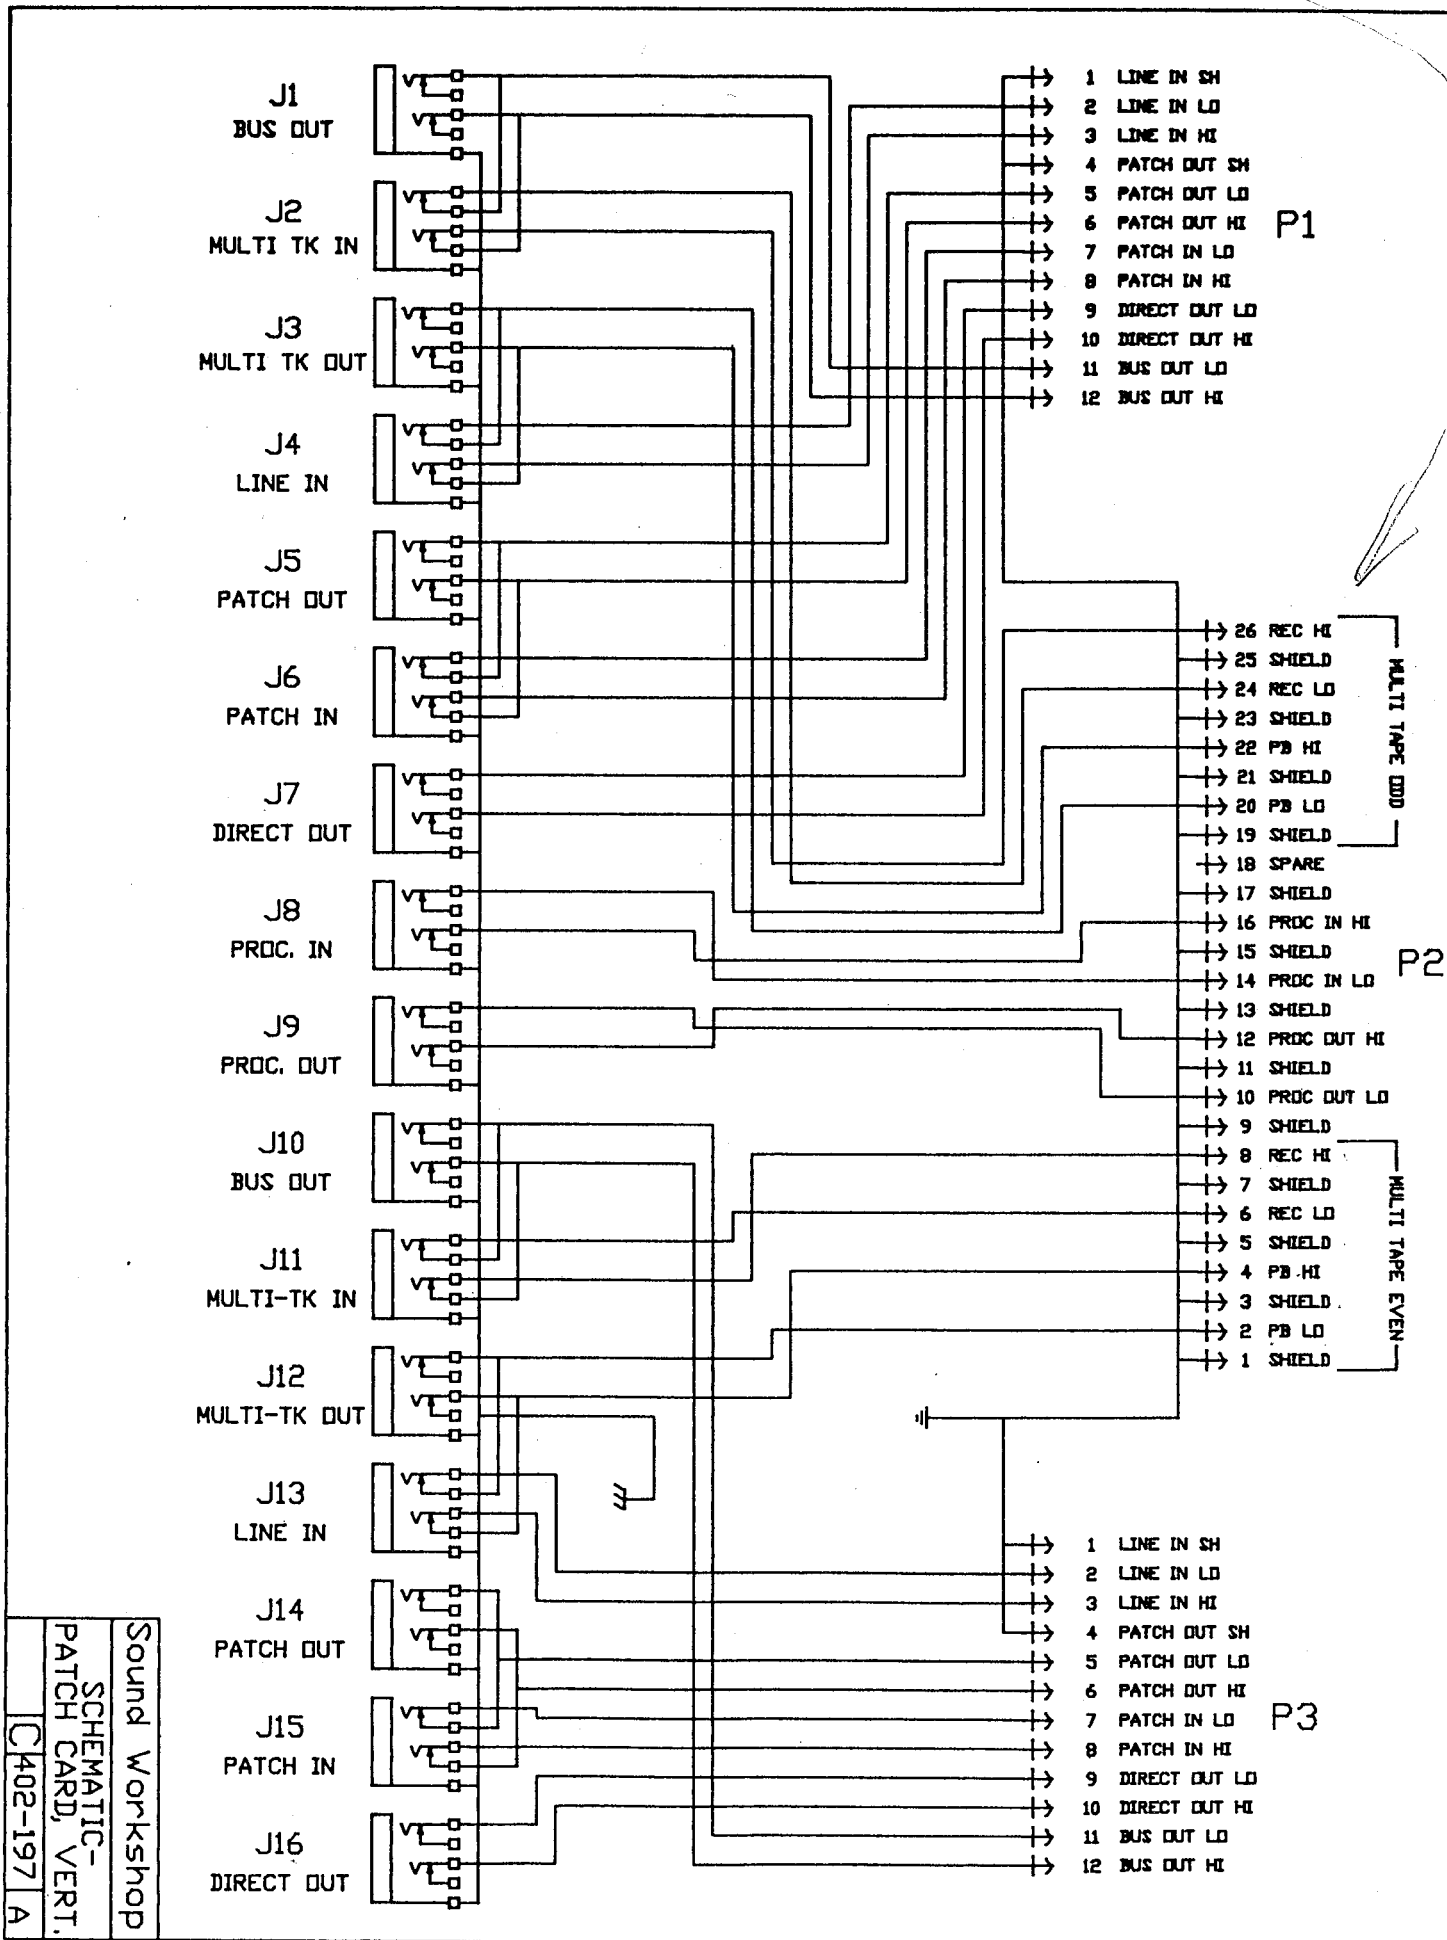 J1
BUS OUT
J2
MULTI TK IN
J3
MULTI TK OUT
J4
LINE IN
J5
PATCH OUT
J6
PATCH IN
J7
DIRECT OUT
J8
PROC. IN
J9
PROC. OUT
J10
BUS OUT
J11
MULTI-TK IN
J12
MULTI-TK OUT
J13
LINE IN
J14
PATCH OUT
J15
PATCH IN
J16
DIRECT OUT
1 LINE IN SH
2 LINE IN LO
3 LINE IN HI
4 PATCH OUT SH
5 PATCH OUT LO
6 PATCH OUT HI
7 PATCH IN LO
8 PATCH IN HI
9 DIRECT OUT LO
10 DIRECT OUT HI
11 BUS OUT LO
12 BUS OUT HI
P1
26 REC HI
25 SHIELD
24 REC LO
23 SHIELD
22 PB HI
21 SHIELD
20 PB LO
19 SHIELD
18 SPARE
17 SHIELD
16 PROC IN HI
15 SHIELD
14 PROC IN LO
13 SHIELD
12 PROC OUT HI
11 SHIELD
10 PROC OUT LO
9 SHIELD
8 REC HI
7 SHIELD
6 REC LO
5 SHIELD
4 PB HI
3 SHIELD
2 PB LO
1 SHIELD
MULTI TAPE ODD
P2
MULTI TAPE EVEN
1 LINE IN SH
2 LINE IN LO
3 LINE IN HI
4 PATCH OUT SH
5 PATCH OUT LO
6 PATCH OUT HI
7 PATCH IN LO
8 PATCH IN HI
9 DIRECT OUT LO
10 DIRECT OUT HI
11 BUS OUT LO
12 BUS OUT HI
P3
Sound Workshop
SCHEMATIC-
PATCH CARD, VERT.
C 402-197 A